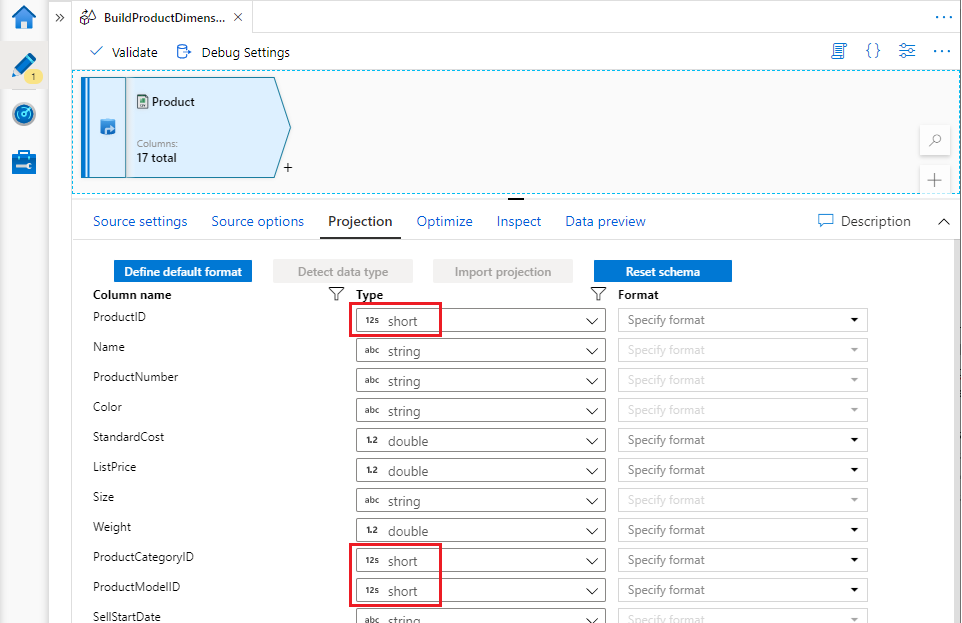 BuildProductDimens...
Validate
Debug Settings
1
Product
Columns:
17 total
Source settings
Source options
Projection
Optimize
Inspect
Data preview
Description
Define default format
Detect data type
Import projection
Reset schema
Column name
Type
Format
ProductID
12s short
Specify format
Name
abc string
Specify format
ProductNumber
abc string
Specify format
Color
abc string
Specify format
StandardCost
1.2 double
Specify format
ListPrice
1.2 double
Specify format
Size
abc string
Specify format
Weight
1.2 double
Specify format
ProductCategoryID
12s short
Specify format
ProductModelID
12s short
Specify format
SellStartDate
abc string
Specify format